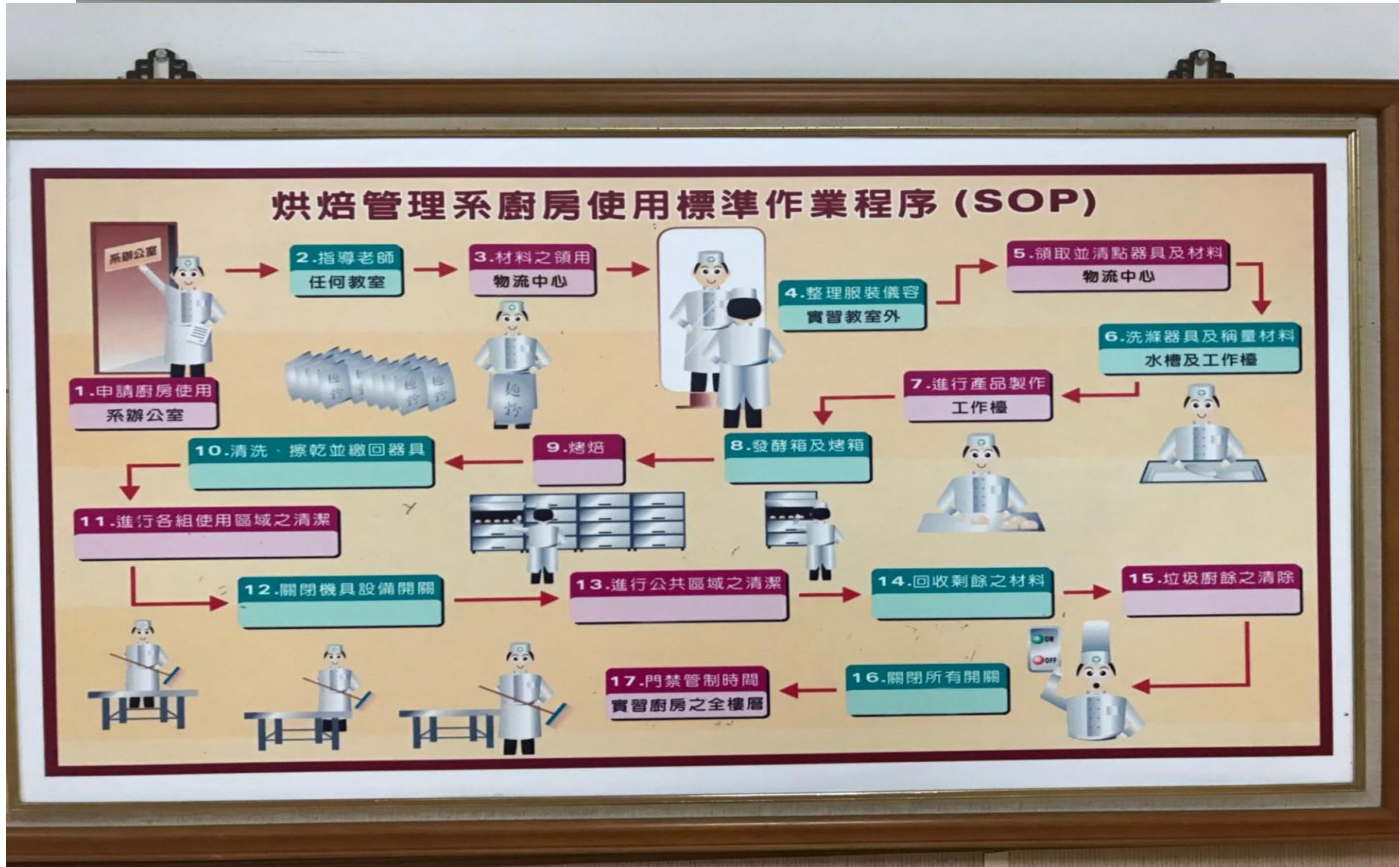 烘焙管理系廚房使用標準作業程序 (SOP)
系辦公室
1.申請廚房使用
系辦公室
2.指導老師
任何教室
3.材料之領用
物流中心
麵粉
4.整理服裝儀容
實習教室外
5.領取並清點器具及材料
物流中心
6.洗滌器具及稱量材料
水槽及工作檯
7.進行產品製作
工作檯
8.發酵箱及烤箱
9.烤焙
10.清洗、擦乾並繳回器具
11.進行各組使用區域之清潔
12.關閉機具設備開關
13.進行公共區域之清潔
14.回收剩餘之材料
15.垃圾廚餘之清除
ON
OFF
16.關閉所有開關
17.門禁管制時間
實習廚房之全樓層